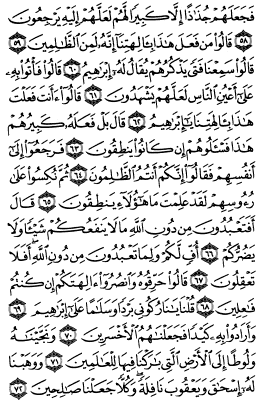 فَجَعَلَهُمْ جُذَٰذًا إِلَّا كَبِيرًا لَّهُمْ لَعَلَّهُمْ إِلَيْهِ يَرْجِعُونَ
۝٥٨ قَالُوا۟ مَن فَعَلَ هَٰذَا بِـَٔالِهَتِنَآ إِنَّهُۥ لَمِنَ ٱلظَّٰلِمِينَ ۝٥٩
قَالُوا۟ سَمِعْنَا فَتًى يَذْكُرُهُمْ يُقَالُ لَهُۥٓ إِبْرَٰهِيمُ ۝٦٠ قَالُوا۟ فَأْتُوا۟ بِهِۦ
عَلَىٰٓ أَعْيُنِ ٱلنَّاسِ لَعَلَّهُمْ يَشْهَدُونَ ۝٦١ قَالُوٓا۟ ءَأَنتَ فَعَلْتَ
هَٰذَا بِـَٔالِهَتِنَا يَٰٓإِبْرَٰهِيمُ ۝٦٢ قَالَ بَلْ فَعَلَهُۥ كَبِيرُهُمْ
هَٰذَا فَسْـَٔلُوهُمْ إِن كَانُوا۟ يَنطِقُونَ ۝٦٣ فَرَجَعُوٓا۟ إِلَىٰٓ
أَنفُسِهِمْ فَقَالُوٓا۟ إِنَّكُمْ أَنتُمُ ٱلظَّٰلِمُونَ ۝٦٤ ثُمَّ نُكِسُوا۟ عَلَىٰ
رُءُوسِهِمْ لَقَدْ عَلِمْتَ مَا هَٰٓؤُلَآءِ يَنطِقُونَ ۝٦٥ قَالَ
أَفَتَعْبُدُونَ مِن دُونِ ٱللَّهِ مَا لَا يَنفَعُكُمْ شَيْـًٔا وَلَا
يَضُرُّكُمْ ۝٦٦ أُفٍّ لَّكُمْ وَلِمَا تَعْبُدُونَ مِن دُونِ ٱللَّهِ أَفَلَا
تَعْقِلُونَ ۝٦٧ قَالُوا۟ حَرِّقُوهُ وَٱنصُرُوٓا۟ ءَالِهَتَكُمْ إِن كُنتُمْ
فَٰعِلِينَ ۝٦٨ قُلْنَا يَٰنَارُ كُونِى بَرْدًا وَسَلَٰمًا عَلَىٰٓ إِبْرَٰهِيمَ ۝٦٩
وَأَرَادُوا۟ بِهِۦ كَيْدًا فَجَعَلْنَٰهُمُ ٱلْأَخْسَرِينَ ۝٧٠ وَنَجَّيْنَٰهُ
وَلُوطًا إِلَى ٱلْأَرْضِ ٱلَّتِى بَٰرَكْنَا فِيهَا لِلْعَٰلَمِينَ ۝٧١ وَوَهَبْنَا
لَهُۥٓ إِسْحَٰقَ وَيَعْقُوبَ نَافِلَةً وَكُلًّا جَعَلْنَا صَٰلِحِينَ ۝٧٢